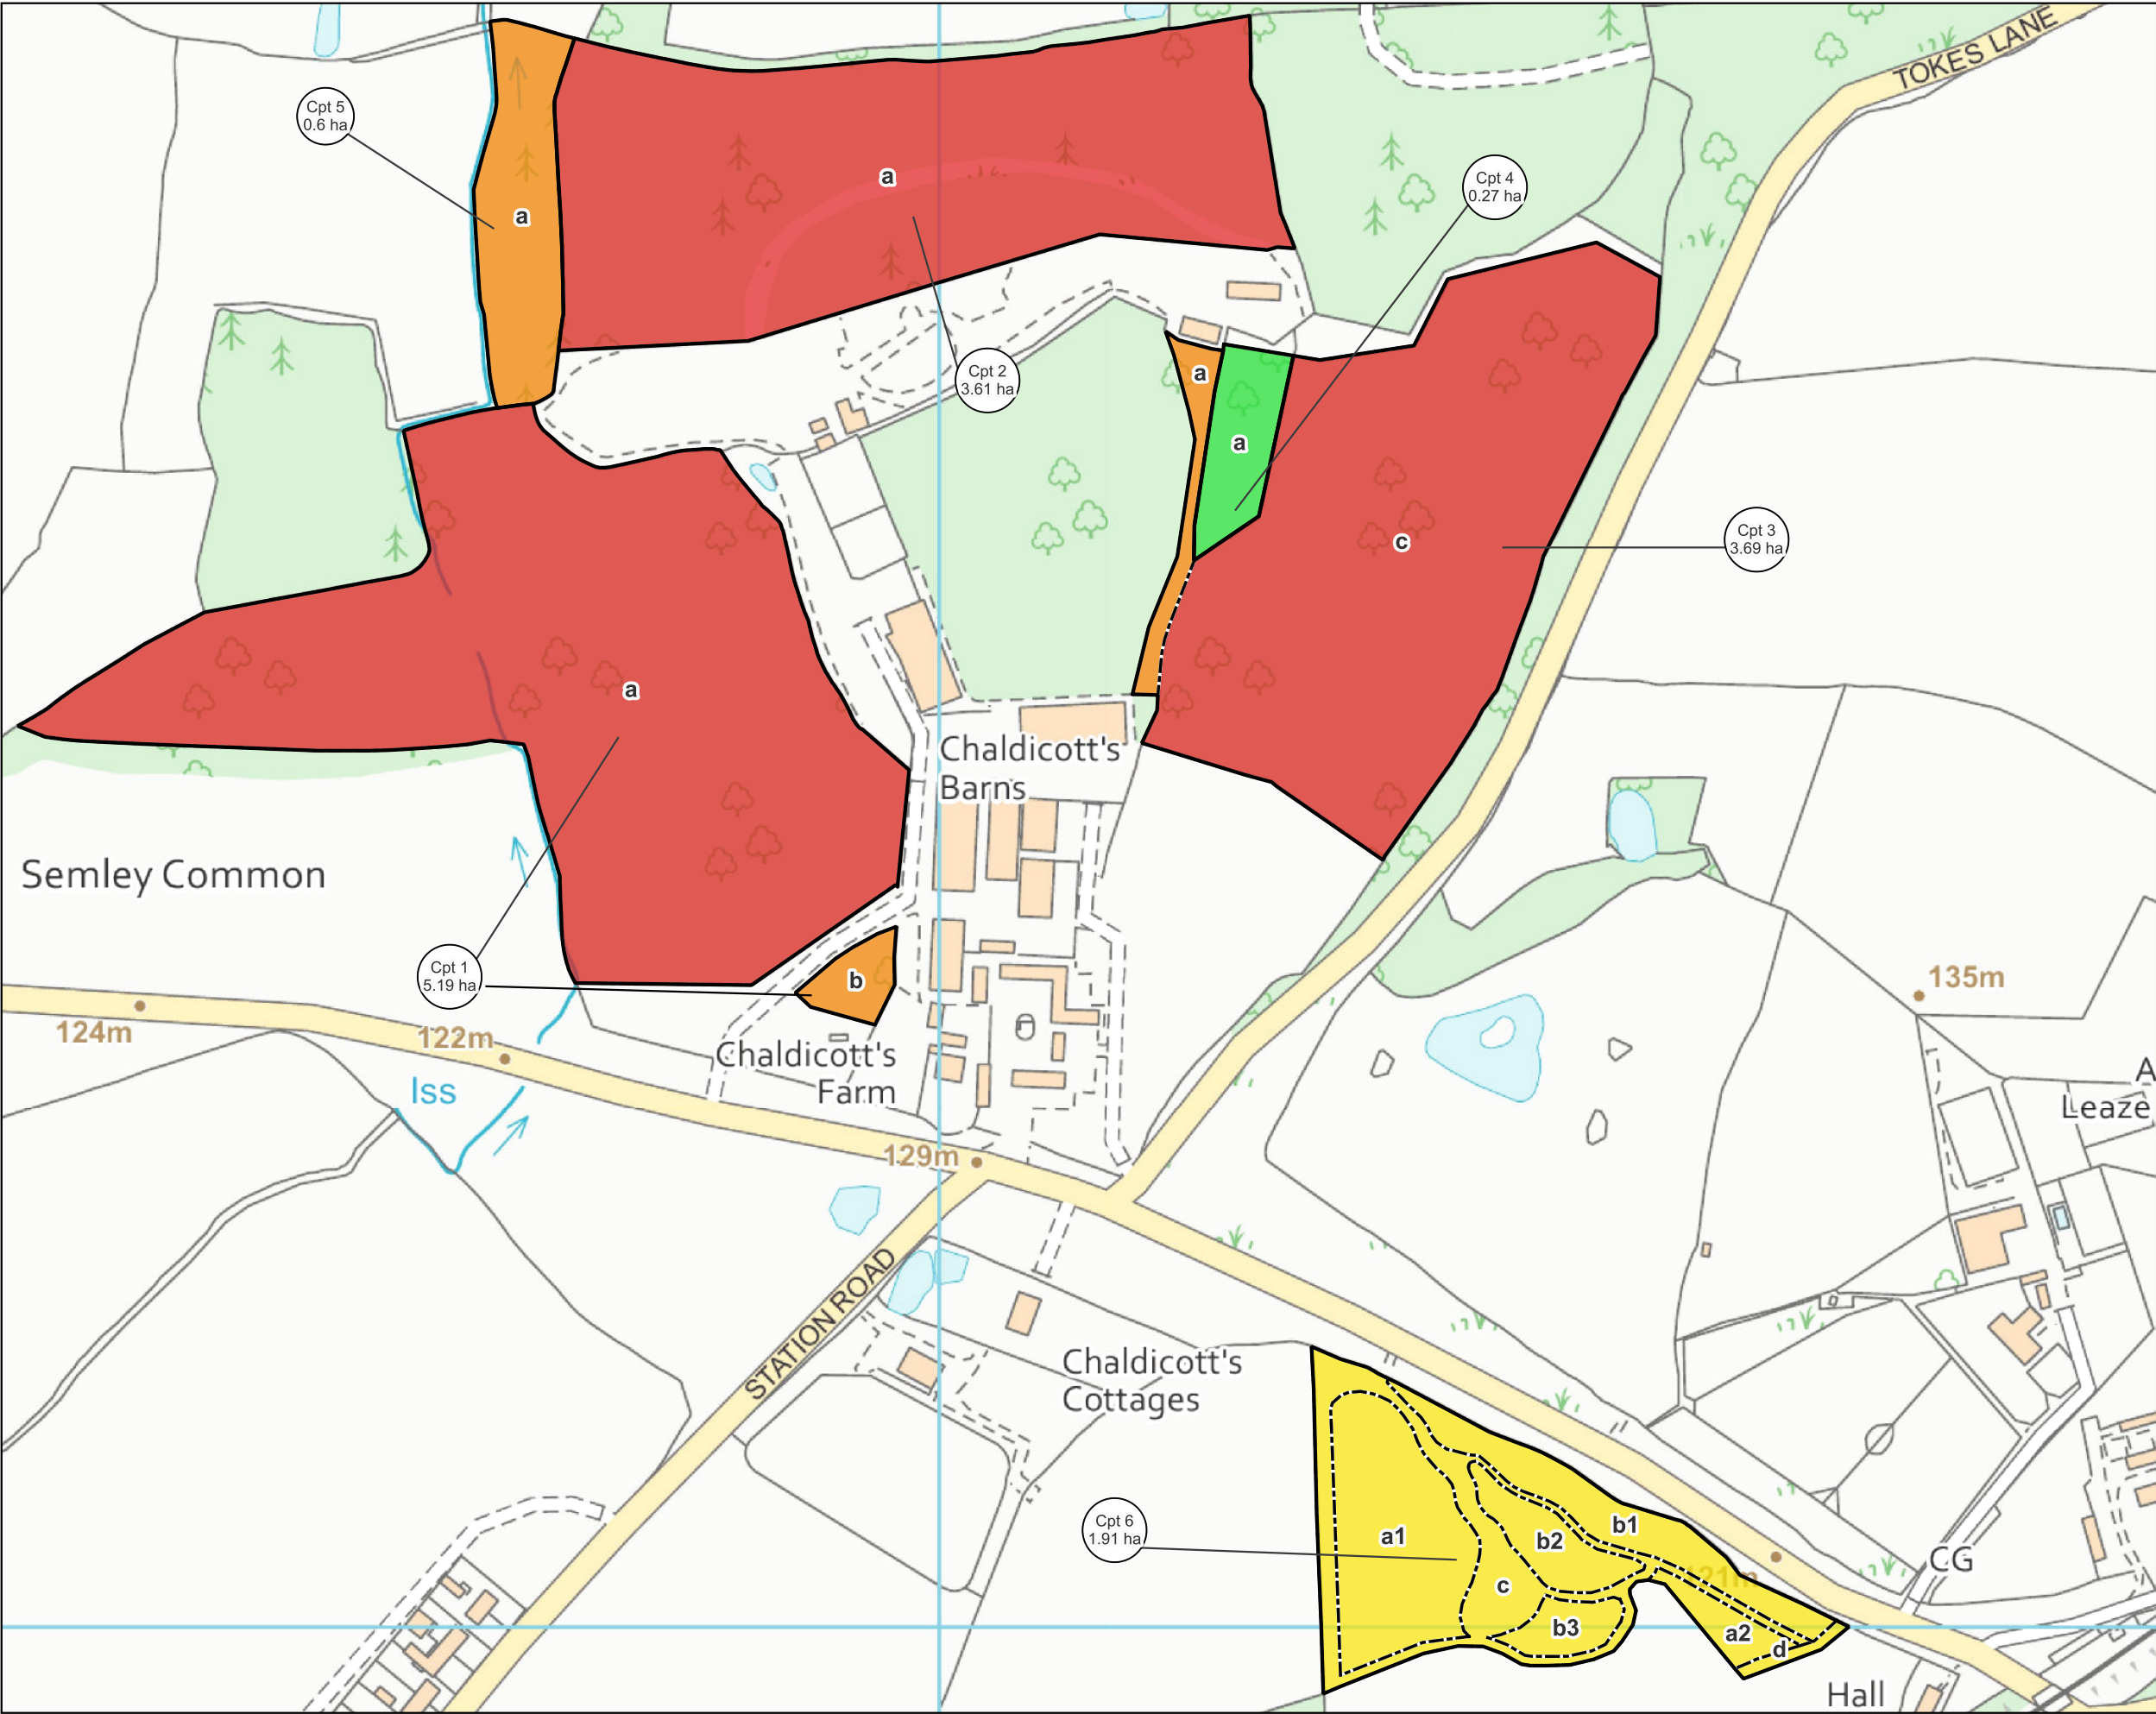 TOKES LANE
Cpt 5
0.6 ha
a
a
Cpt 4
0.27 ha
Cpt 2
3.61 ha
a
a
c
Cpt 3
3.69 ha
a
Chaldicott's
Barns
Semley Common
Cpt 1
5.19 ha
b
135m
124m
122m
Iss
Chaldicott's
Farm
129m
A
Leaze
STATION ROAD
Chaldicott's
Cottages
Cpt 6
1.91 ha
a1
b1
b2
c
b3
a2
d
21m
CG
Hall